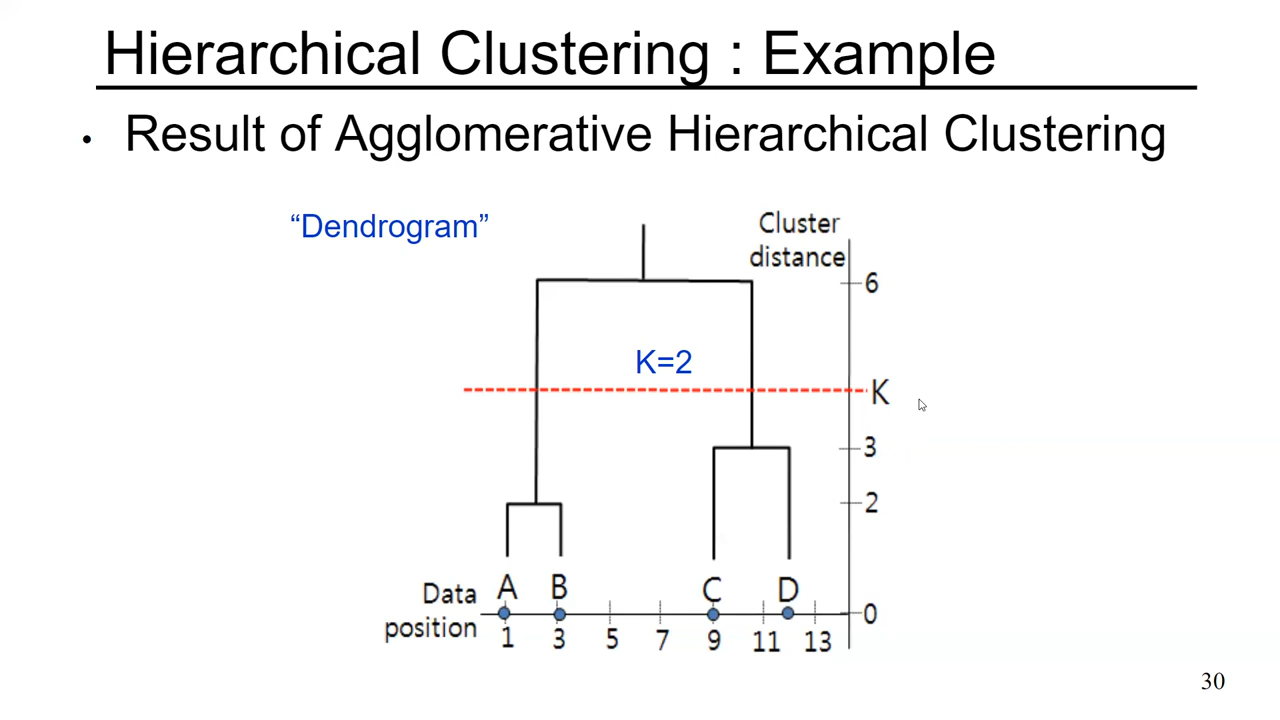 Hierarchical Clustering : Example
• Result of Agglomerative Hierarchical Clustering
“Dendrogram”
Cluster
distance
6
K=2
K
3
2
A B C D
Data
position
0
1 3 5 7 9 11 13
30